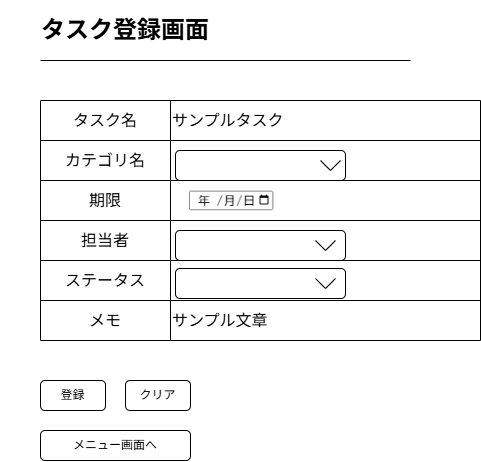 タスク登録画面
タスク名 サンプルタスク
カテゴリ名
期限 年 /月/日
担当者
ステータス
メモ サンプル文章
登録 クリア
メニュー画面へ